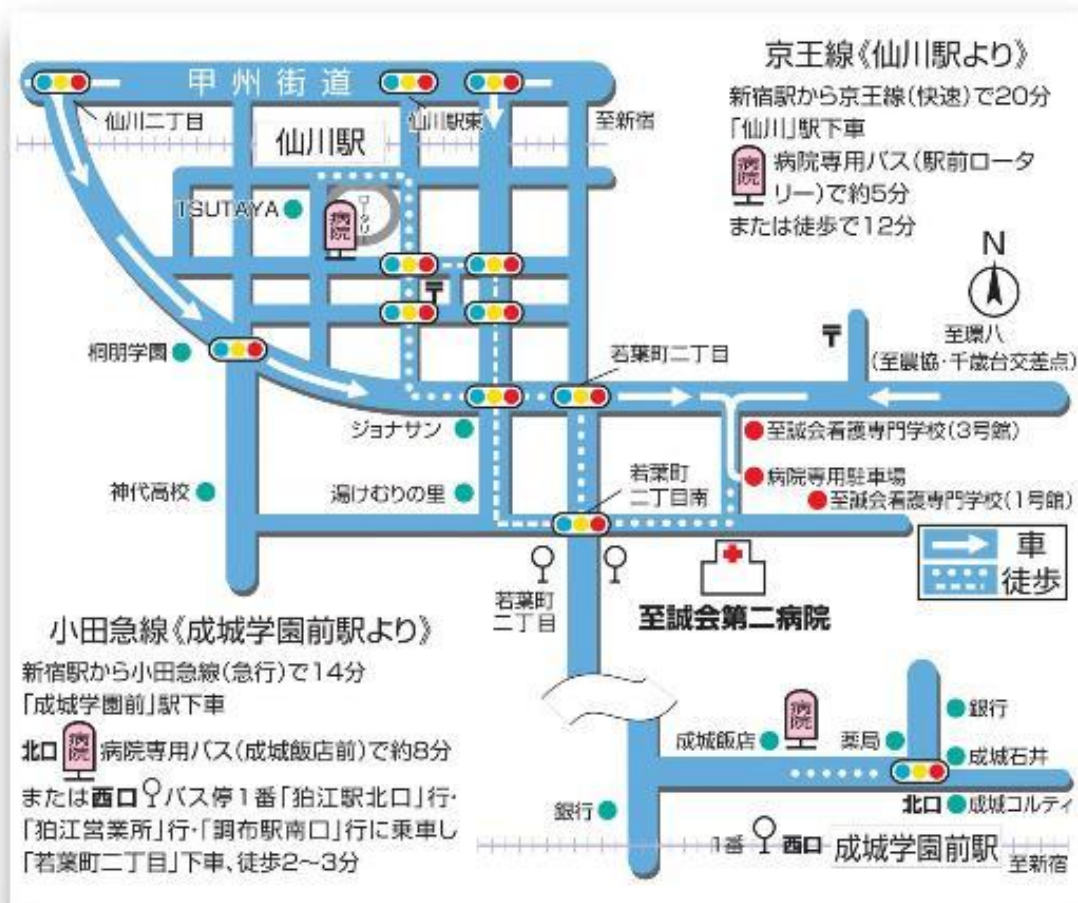 京王線《仙川駅より》
新宿駅から京王線(快速)で20分
「仙川」駅下車
病院 病院専用バス(駅前ロータ
リー)で約5分
または徒歩で12分
甲州街道
仙川二丁目
仙川駅東
至新宿
仙川駅
TSUTAYA
病院
ロータリー
〒
N
桐朋学園
若葉町二丁目
〒
至環八
(至農協・千歳台交差点)
ジョナサン
至誠会看護専門学校(3号館)
神代高校
湯けむりの里
若葉町
二丁目南
病院専用駐車場
至誠会看護専門学校(1号館)
車
徒歩
若葉町
二丁目
至誠会第二病院
小田急線《成城学園前駅より》
新宿駅から小田急線(急行)で14分
「成城学園前」駅下車
北口 病院 病院専用バス(成城飯店前)で約8分
または西口バス停1番「狛江駅北口」行・
「狛江営業所」行・「調布駅南口」行に乗車し
「若葉町二丁目」下車、徒歩2〜3分
病院
成城飯店
薬局
銀行
成城石井
北口
成城コルティ
銀行
1番
西口
成城学園前駅
至新宿